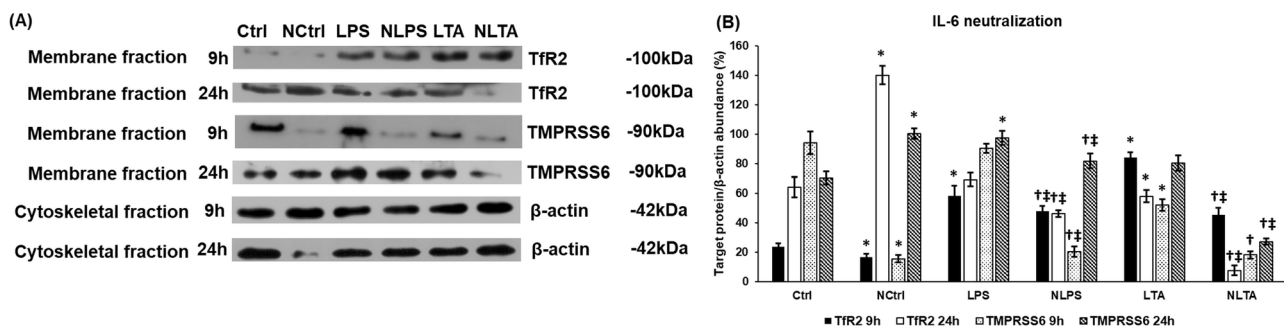 (A)
Ctrl NCtrl LPS NLPS LTA NLTA
Membrane fraction 9h TfR2 -100kDa
Membrane fraction 24h TfR2 -100kDa
Membrane fraction 9h TMPRSS6 -90kDa
Membrane fraction 24h TMPRSS6 -90kDa
Cytoskeletal fraction 9h β-actin -42kDa
Cytoskeletal fraction 24h β-actin -42kDa
(B)
IL-6 neutralization
Target protein/β-actin abundance (%)
160
140
120
100
80
60
40
20
0
* * * * * * †‡ †‡ †‡ †‡ * * * †‡ †‡ † †‡
Ctrl NCtrl LPS NLPS LTA NLTA
TfR2 9h TfR2 24h TMPRSS6 9h TMPRSS6 24h